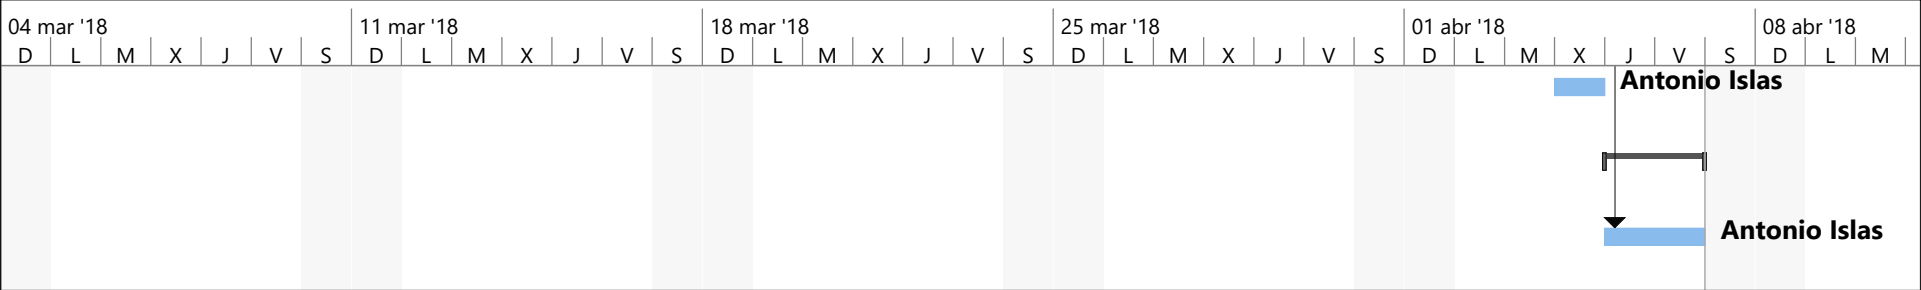 04 mar '18 11 mar '18 18 mar '18 25 mar '18 01 abr '18 08 abr '18
D L M X J V S D L M X J V S D L M X J V S D L M X J V S D L M X J V S D L M
Antonio Islas
Antonio Islas